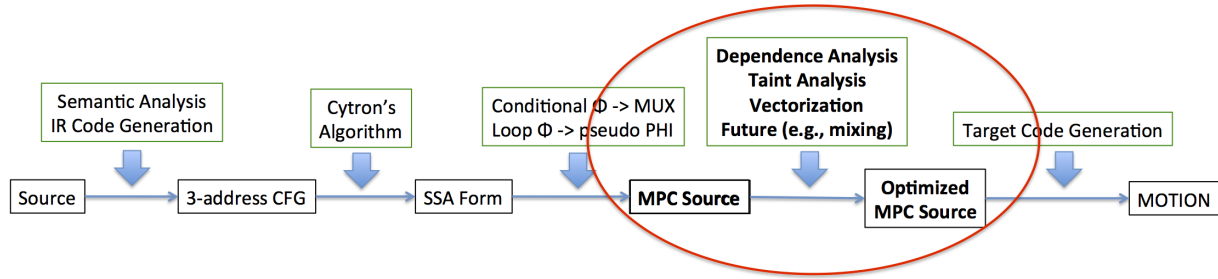 Semantic Analysis
IR Code Generation
Cytron's
Algorithm
Conditional Φ -> MUX
Loop Φ -> pseudo PHI
Dependence Analysis
Taint Analysis
Vectorization
Future (e.g., mixing)
Target Code Generation
Source
3-address CFG
SSA Form
MPC Source
Optimized
MPC Source
MOTION